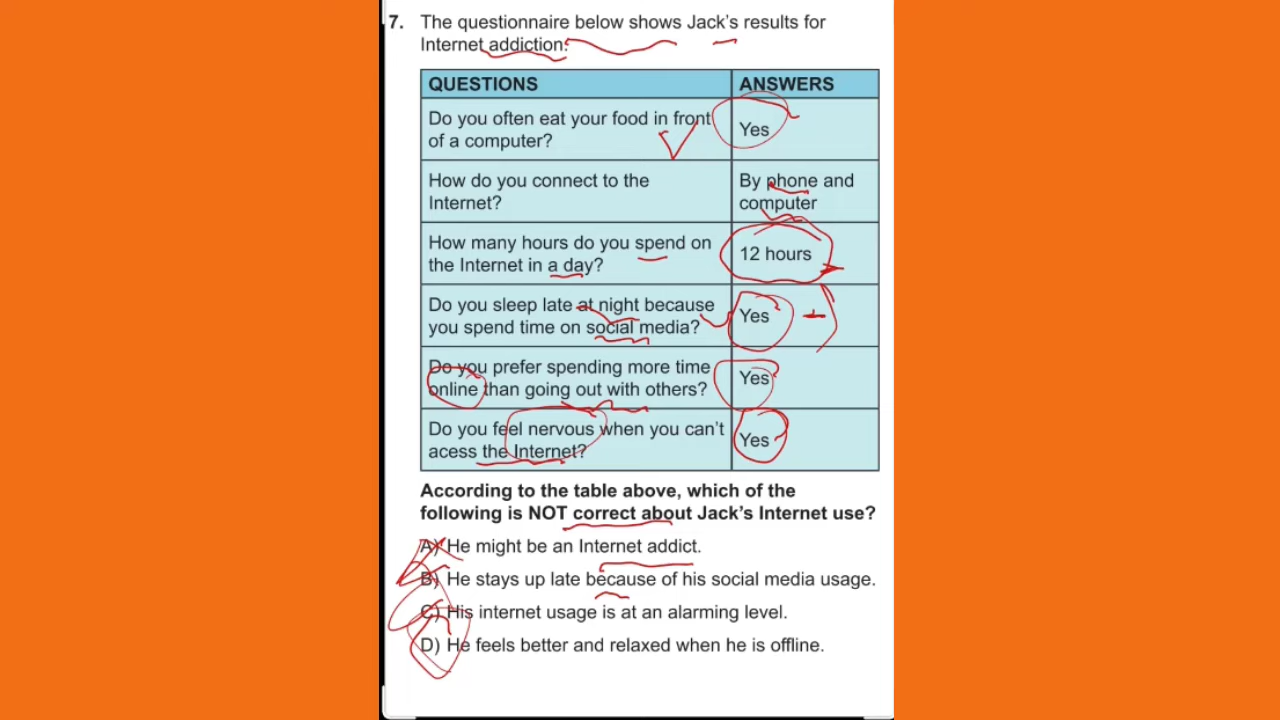 7. The questionnaire below shows Jack's results for
Internet addiction:
QUESTIONS ANSWERS
Do you often eat your food in front
of a computer?
Yes
How do you connect to the
Internet?
By phone and
computer
How many hours do you spend on
the Internet in a day?
12 hours
Do you sleep late at night because
you spend time on social media?
Yes
Do you prefer spending more time
online than going out with others?
Yes
Do you feel nervous when you can't
acess the Internet?
Yes
According to the table above, which of the
following is NOT correct about Jack's Internet use?
A) He might be an Internet addict.
B) He stays up late because of his social media usage.
C) His internet usage is at an alarming level.
D) He feels better and relaxed when he is offline.